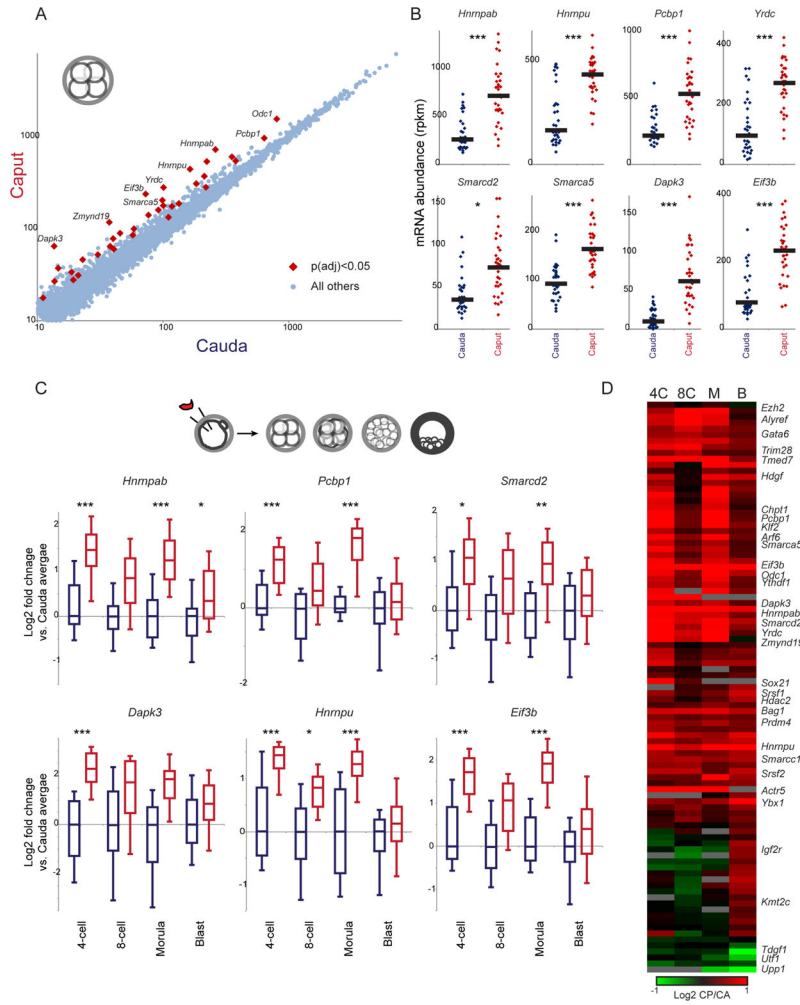 A
Caput
1000
100
10
10
100
1000
Cauda
Odc1
Pcbp1
Hnrnpab
Hnrnpu
Yrdc
Eif3b
Smarca5
Zmynd19
Dapk3
p(adj)<0.05
All others
B
mRNA abundance (rpkm)
Hnrnpab
Hnrnpu
Pcbp1
Yrdc
*** *** *** ***
1000
500
0
500
0
1000
500
0
400
200
0
Smarcd2
Smarca5
Dapk3
Eif3b
* *** *** ***
150
100
50
0
200
100
0
150
100
50
0
400
200
0
Cauda Caput Cauda Caput Cauda Caput Cauda Caput
C
Hnrnpab
Pcbp1
Smarcd2
*** *** *
*** ***
* **
Log2 fold chnage
vs. Cauda avergae
2
1
0
-1
2
0
-2
2
1
0
-1
Dapk3
Hnrnpu
Eif3b
***
*** * ***
*** ***
Log2 fold chnage
vs. Cauda avergae
2
0
1
0
-1
2
1
0
-1
4-cell 8-cell Morula Blast
4-cell 8-cell Morula Blast
4-cell 8-cell Morula Blast
D
4C 8C M B
Ezh2
Alyref
Gata6
Trim28
Tmed7
Hdgf
Chpt1
Pcbp1
Klf2
Arf6
Smarca5
Eif3b
Odc1
Ythdf1
Dapk3
Hnrnpab
Smarcd2
Yrdc
Zmynd19
Sox21
Srsf1
Hdac2
Bag1
Prdm4
Hnrnpu
Smarcc1
Srsf2
Actr5
Ybx1
Igf2r
Kmt2c
Tdgf1
Utf1
Upp1
-1 1
Log2 CP/CA